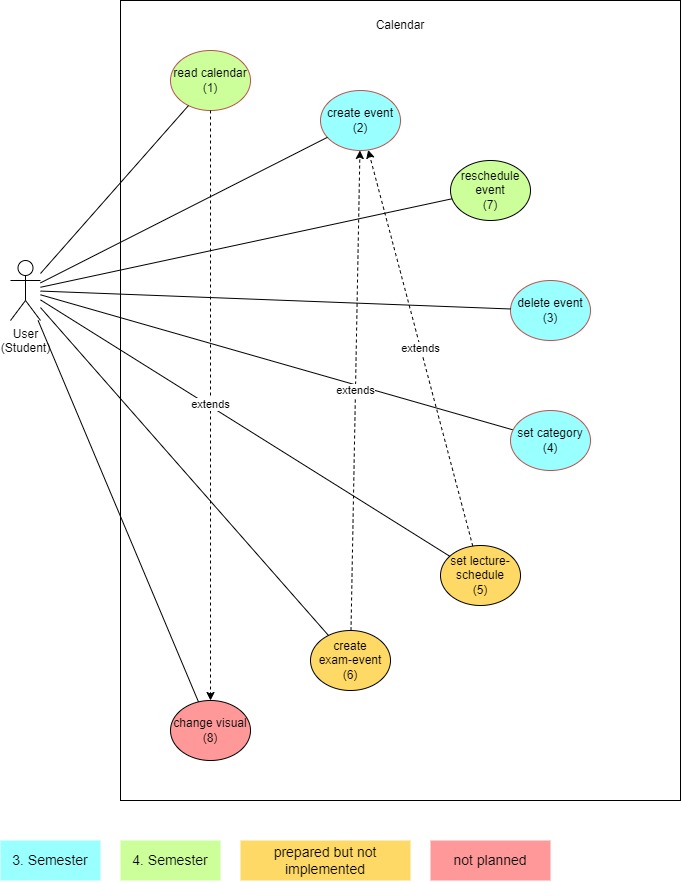 Calendar
read calendar
(1)
create event
(2)
reschedule
event
(7)
User
(Student)
delete event
(3)
extends
extends
extends
set category
(4)
set lecture-
schedule
(5)
create
exam-event
(6)
change visual
(8)
3. Semester
4. Semester
prepared but not
implemented
not planned